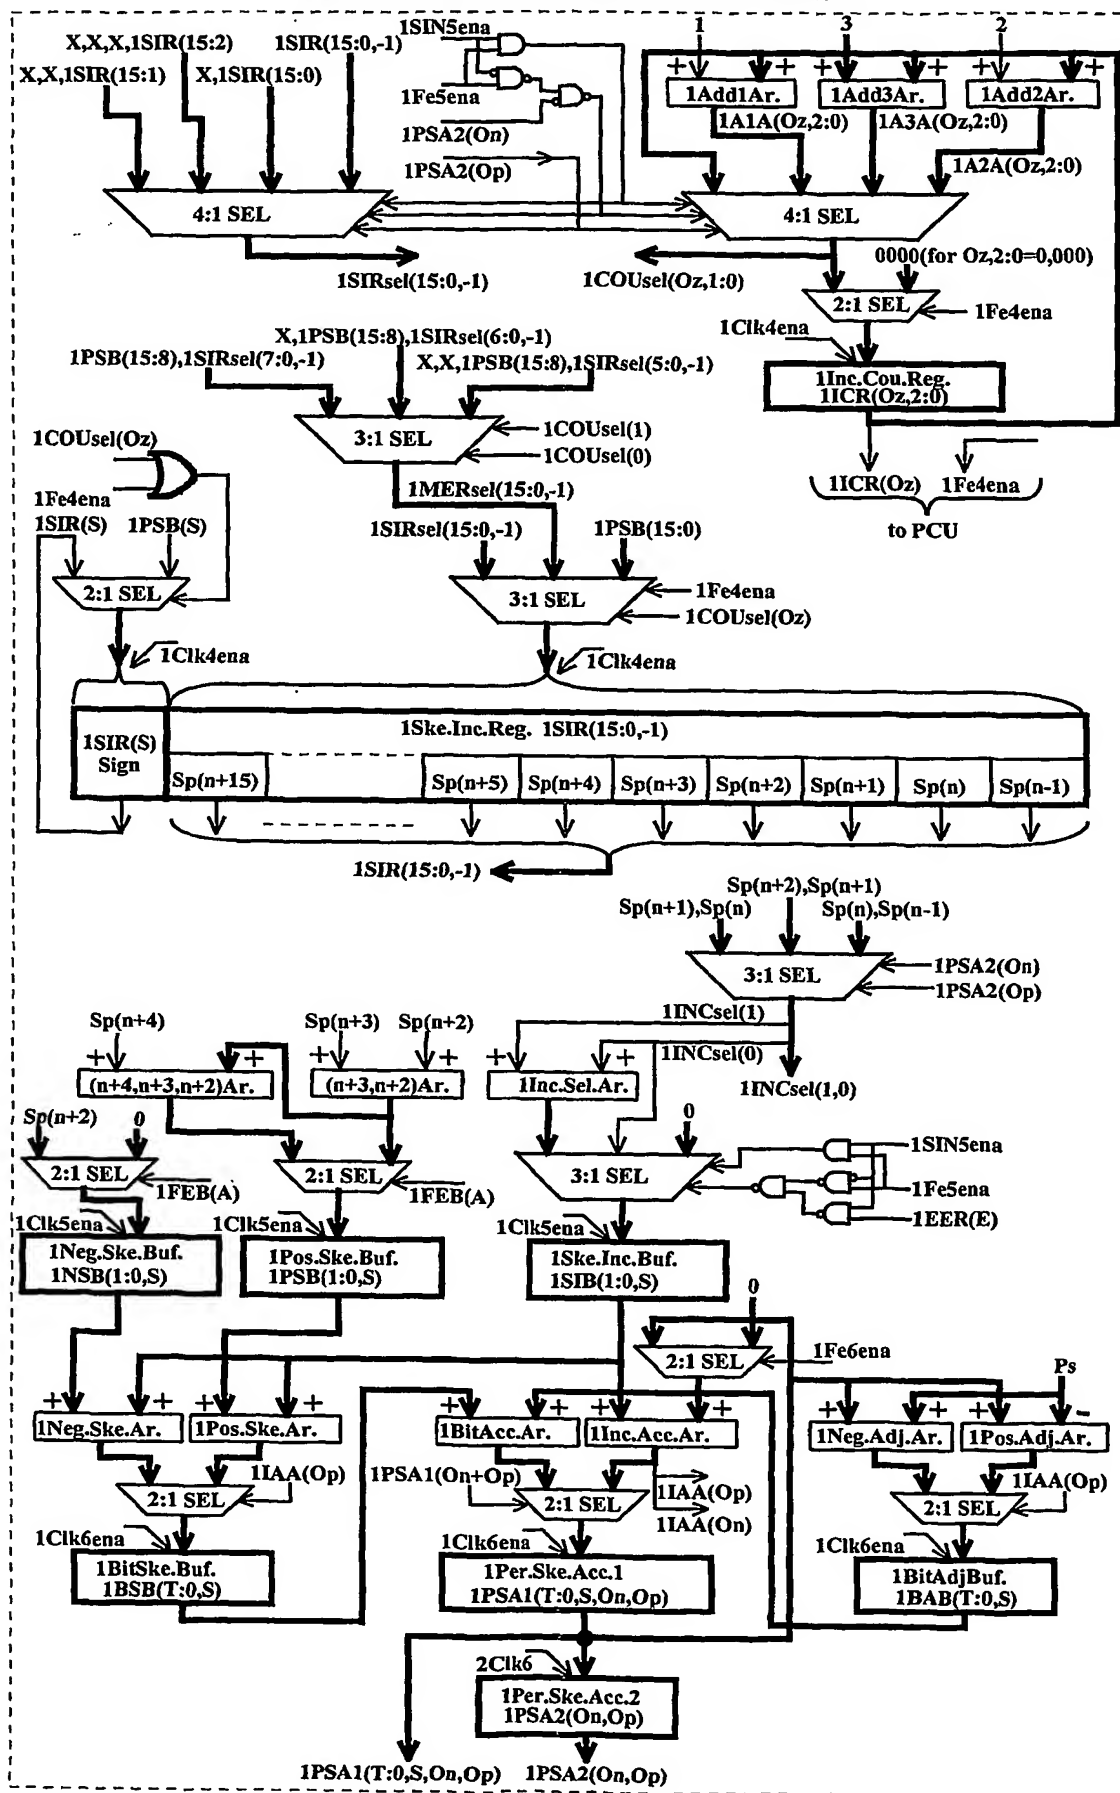 1SIN5ena
1
3
2
X,X,X,1SIR(15:2)
1SIR(15:0,-1)
X,X,1SIR(15:1)
X,1SIR(15:0)
1Fe5ena
1PSA2(On)
1PSA2(Op)
+ +
+ +
+ +
1Add1Ar.
1Add3Ar.
1Add2Ar.
1A1A(Oz,2:0)
1A3A(Oz,2:0)
1A2A(Oz,2:0)
4:1 SEL
4:1 SEL
1SIRsel(15:0,-1)
1COUsel(Oz,1:0)
0000(for Oz,2:0=0,000)
2:1 SEL
1Fe4ena
1Clk4ena
1Inc.Cou.Reg.
1ICR(Oz,2:0)
1ICR(Oz)
1Fe4ena
to PCU
X,1PSB(15:8),1SIRsel(6:0,-1)
1PSB(15:8),1SIRsel(7:0,-1)
X,X,1PSB(15:8),1SIRsel(5:0,-1)
3:1 SEL
1COUsel(1)
1COUsel(0)
1MERsel(15:0,-1)
1COUsel(Oz)
1Fe4ena
1SIR(S)
1PSB(S)
2:1 SEL
1SIRsel(15:0,-1)
1PSB(15:0)
3:1 SEL
1Fe4ena
1COUsel(Oz)
1Clk4ena
1Clk4ena
1SIR(S)
Sign
1Ske.Inc.Reg. 1SIR(15:0,-1)
Sp(n+15)
Sp(n+5)
Sp(n+4)
Sp(n+3)
Sp(n+2)
Sp(n+1)
Sp(n)
Sp(n-1)
1SIR(15:0,-1)
Sp(n+2),Sp(n+1)
Sp(n+1),Sp(n)
Sp(n),Sp(n-1)
3:1 SEL
1PSA2(On)
1PSA2(Op)
1INCsel(1)
1INCsel(0)
1INCsel(1,0)
Sp(n+4)
Sp(n+3)
Sp(n+2)
+ +
+ +
+ +
(n+4,n+3,n+2)Ar.
(n+3,n+2)Ar.
1Inc.Sel.Ar.
Sp(n+2)
0
0
2:1 SEL
1FEB(A)
2:1 SEL
1FEB(A)
3:1 SEL
1SIN5ena
1Fe5ena
1EER(E)
1Clk5ena
1Clk5ena
1Clk5ena
1Neg.Ske.Buf.
1NSB(1:0,S)
1Pos.Ske.Buf.
1PSB(1:0,S)
1Ske.Inc.Buf.
1SIB(1:0,S)
0
2:1 SEL
1Fe6ena
Ps
+ +
+ +
+ +
+ +
+ +
+ -
1Neg.Ske.Ar.
1Pos.Ske.Ar.
1BitAcc.Ar.
1Inc.Acc.Ar.
1Neg.Adj.Ar.
1Pos.Adj.Ar.
1IAA(Op)
2:1 SEL
1PSA1(On+Op)
2:1 SEL
1IAA(Op)
1IAA(On)
1IAA(Op)
2:1 SEL
1Clk6ena
1Clk6ena
1Clk6ena
1BitSke.Buf.
1BSB(T:0,S)
1Per.Ske.Acc.1
1PSA1(T:0,S,On,Op)
1BitAdjBuf.
1BAB(T:0,S)
2Clk6
1Per.Ske.Acc.2
1PSA2(On,Op)
1PSA1(T:0,S,On,Op)
1PSA2(On,Op)